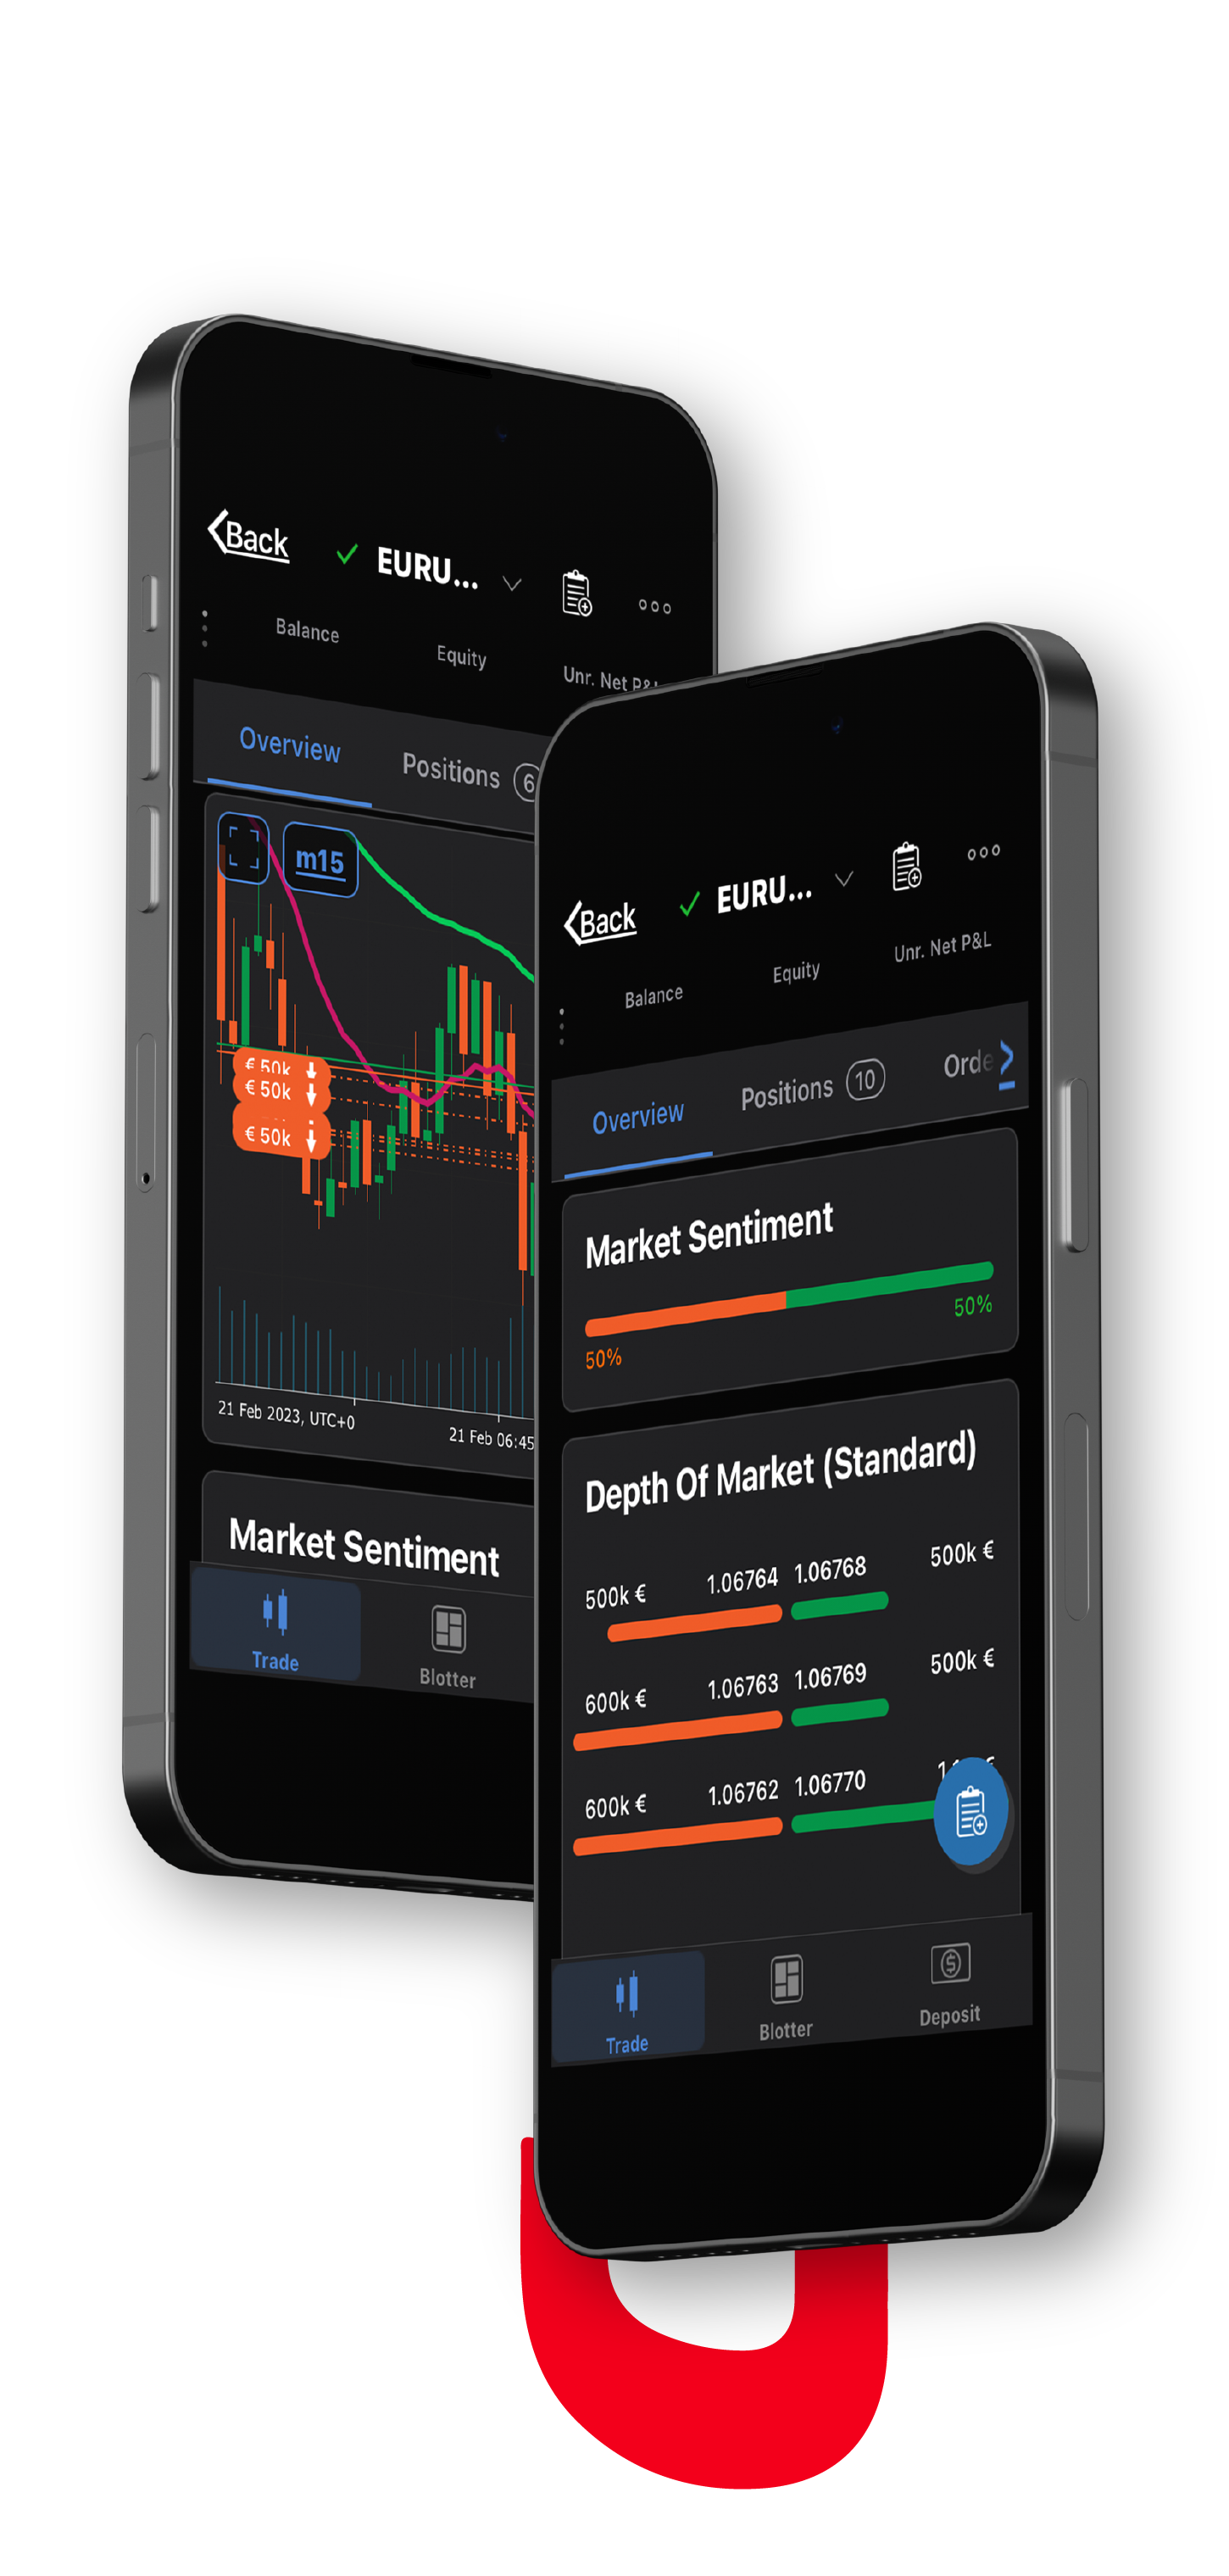 Back
EURU...
Balance
Equity
Unr. Net P&L
Overview
Positions 6
m15
€ 50k
€ 50k
€ 50k
21 Feb 2023, UTC+0
21 Feb 06:45
Market Sentiment
Trade
Blotter
Back
EURU...
Balance
Equity
Unr. Net P&L
Overview
Positions 10
Orde
Market Sentiment
50%
50%
Depth Of Market (Standard)
500k € 1.06764 1.06768 500k €
600k € 1.06763 1.06769 500k €
600k € 1.06762 1.06770
Trade
Blotter
Deposit